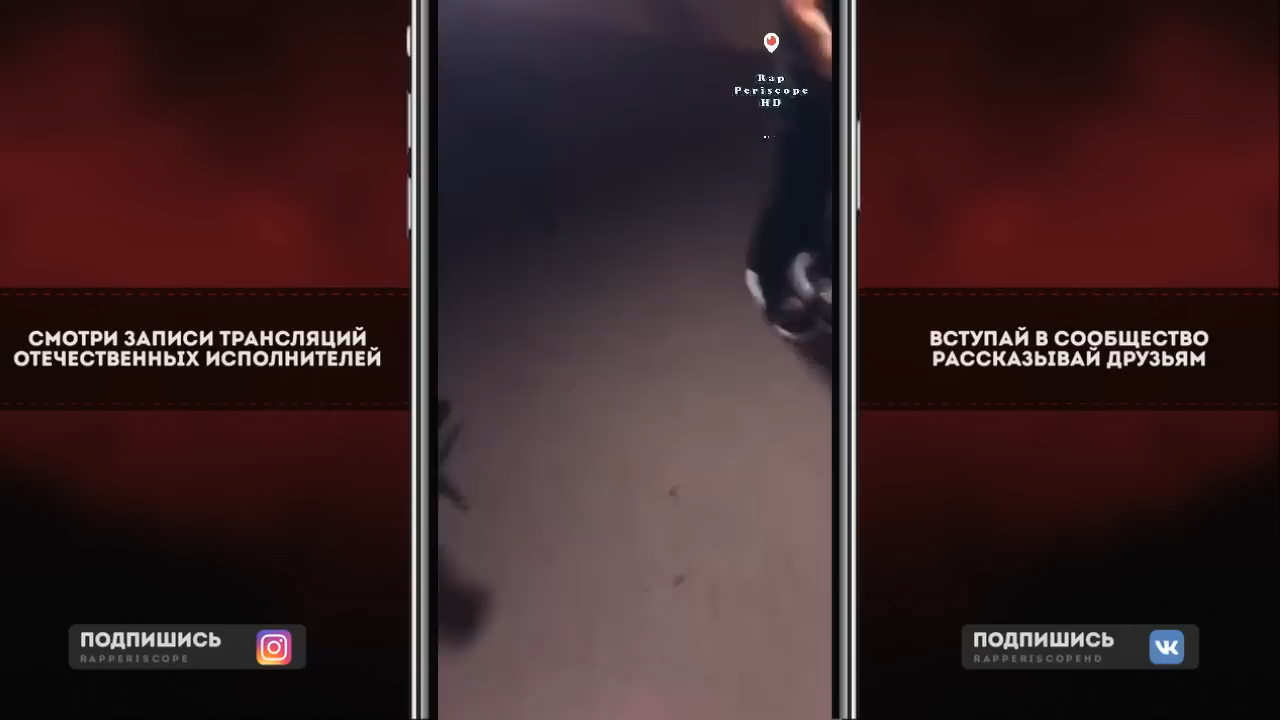 Rap
Periscope
HD
СМОТРИ ЗАПИСИ ТРАНСЛЯЦИЙ
ОТЕЧЕСТВЕННЫХ ИСПОЛНИТЕЛЕЙ
ВСТУПАЙ В СООБЩЕСТВО
РАССКАЗЫВАЙ ДРУЗЬЯМ
ПОДПИШИСЬ
RAPPERISCOPE
ПОДПИШИСЬ
RAPPERISCOPEHD